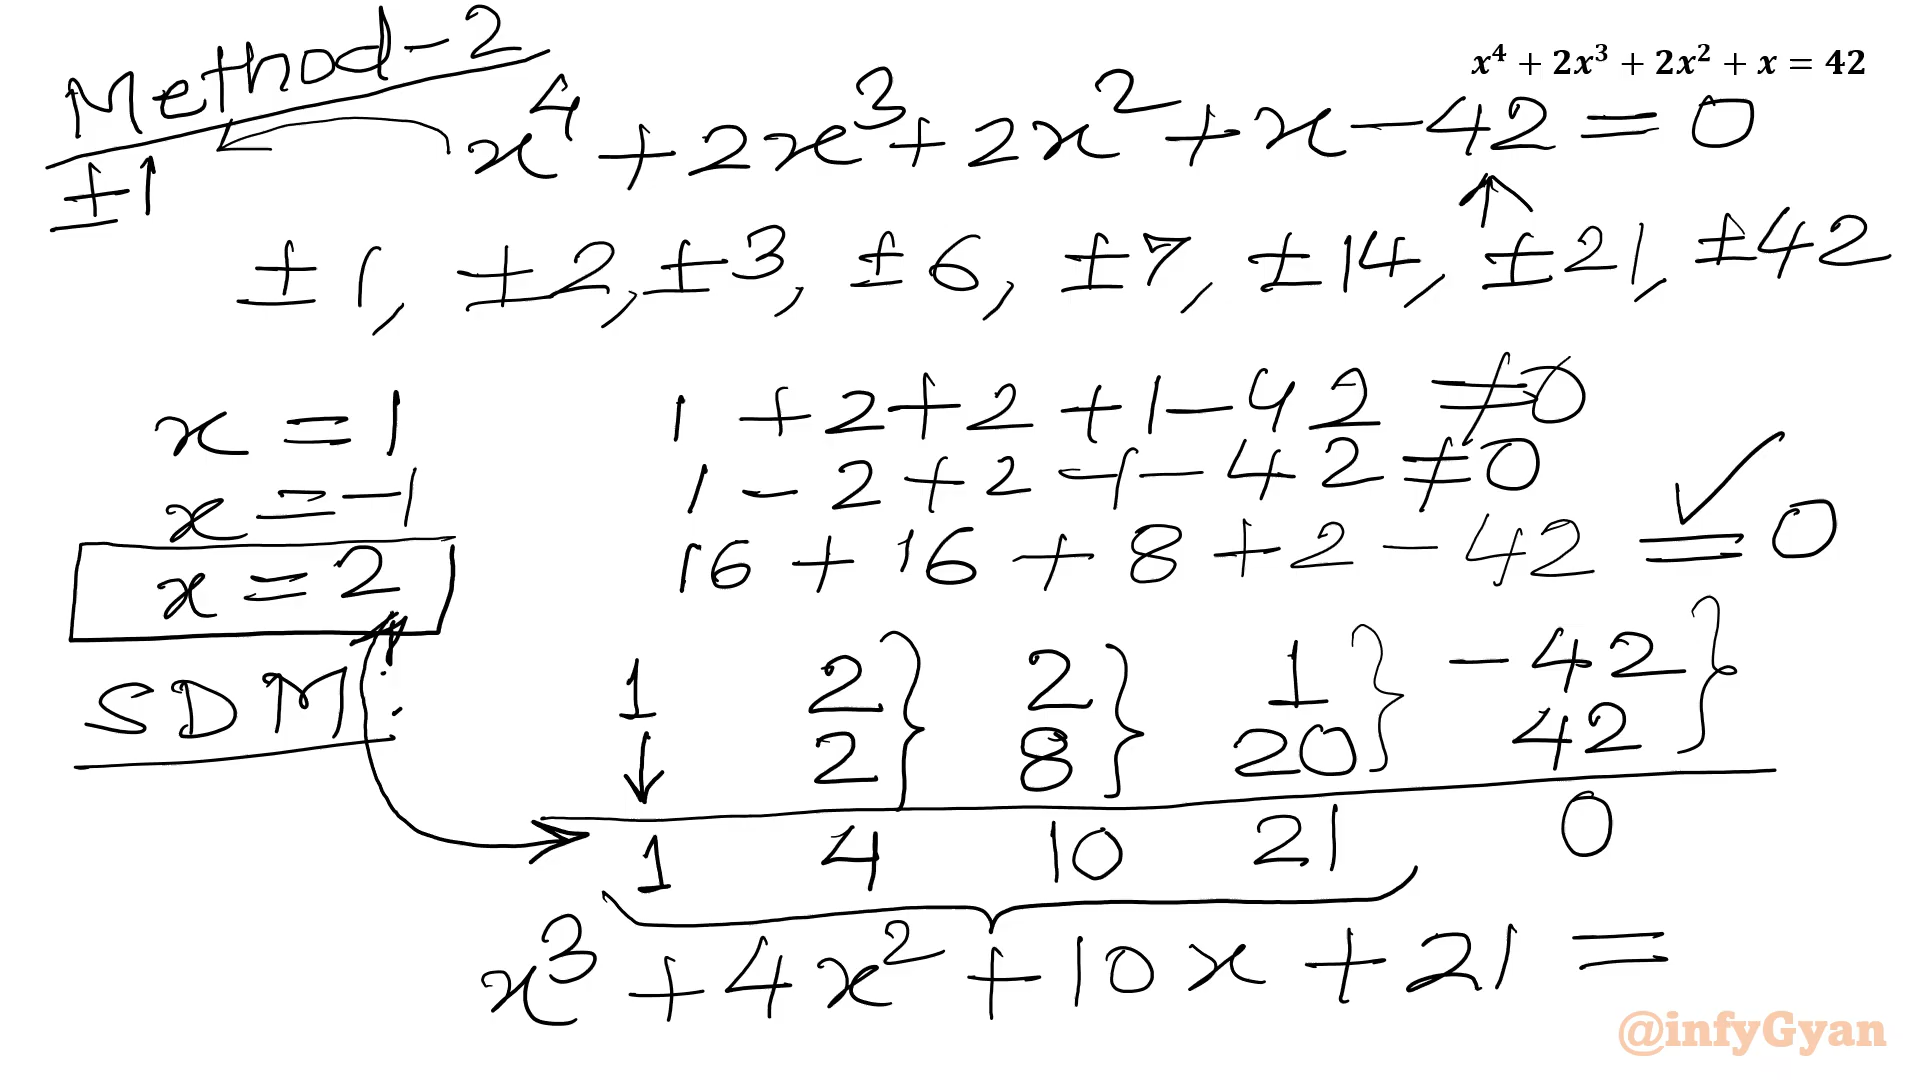 Method-2
x⁴ + 2x³ + 2x² + x = 42
x⁴ + 2x³ + 2x² + x - 42 = 0
±1
±1, ±2, ±3, ±6, ±7, ±14, ±21, ±42
x = 1 1 + 2 + 2 + 1 - 42 ≠ 0
x = -1 1 - 2 + 2 - 1 - 42 ≠ 0
x = 2 16 + 16 + 8 + 2 - 42 = 0 ✓
SDM: 1 2 2 1 -42
↓ 2 8 20 42
1 4 10 21 0
x³ + 4x² + 10x + 21 =
@infyGyan